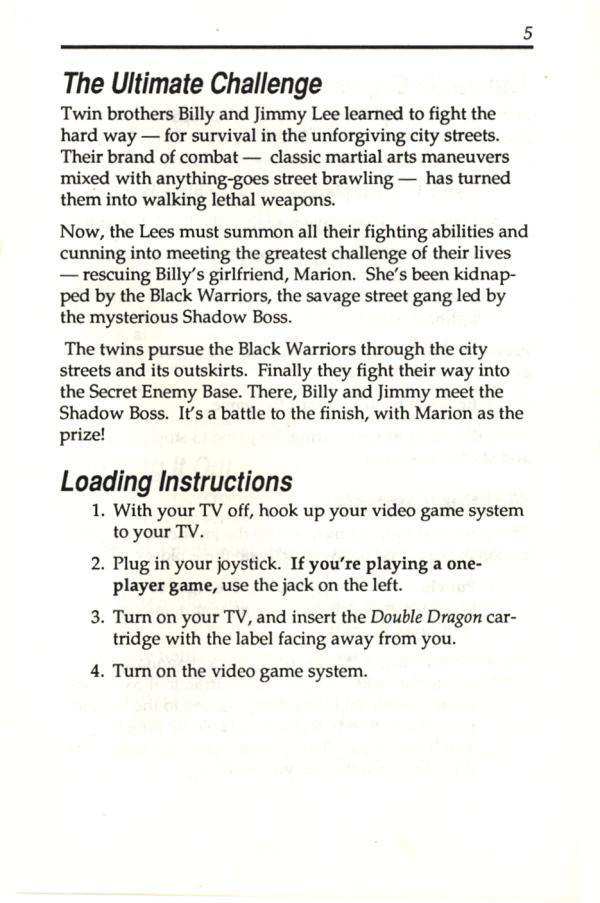 5
The Ultimate Challenge
Twin brothers Billy and Jimmy Lee learned to fight the
hard way — for survival in the unforgiving city streets.
Their brand of combat — classic martial arts maneuvers
mixed with anything-goes street brawling — has turned
them into walking lethal weapons.
Now, the Lees must summon all their fighting abilities and
cunning into meeting the greatest challenge of their lives
— rescuing Billy's girlfriend, Marion. She's been kidnap-
ped by the Black Warriors, the savage street gang led by
the mysterious Shadow Boss.
The twins pursue the Black Warriors through the city
streets and its outskirts. Finally they fight their way into
the Secret Enemy Base. There, Billy and Jimmy meet the
Shadow Boss. It's a battle to the finish, with Marion as the
prize!
Loading Instructions
1. With your TV off, hook up your video game system
to your TV.
2. Plug in your joystick. If you're playing a one-
player game, use the jack on the left.
3. Turn on your TV, and insert the Double Dragon car-
tridge with the label facing away from you.
4. Turn on the video game system.